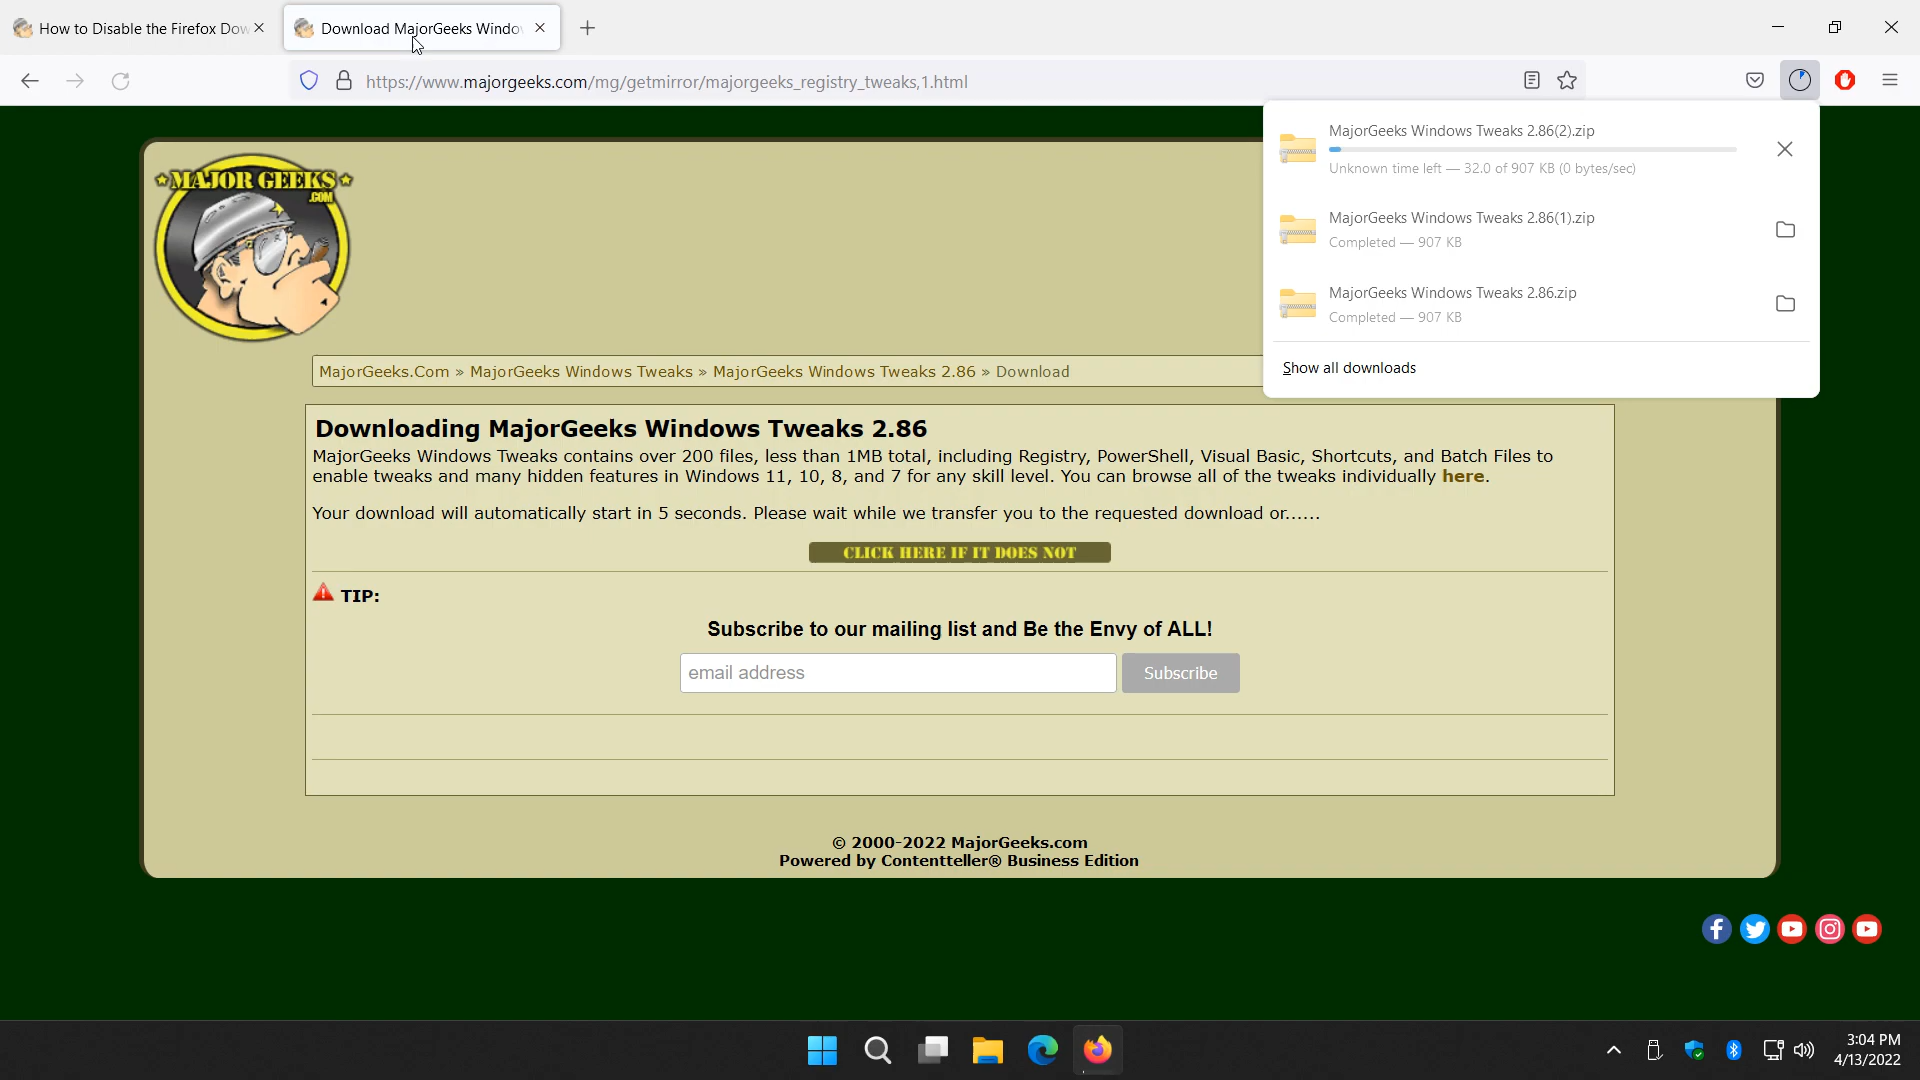 How to Disable the Firefox Dow
Download MajorGeeks Windo
https://www.majorgeeks.com/mg/getmirror/majorgeeks_registry_tweaks,1.html
MajorGeeks Windows Tweaks 2.86(2).zip
Unknown time left — 32.0 of 907 KB (0 bytes/sec)
MajorGeeks Windows Tweaks 2.86(1).zip
Completed — 907 KB
MajorGeeks Windows Tweaks 2.86.zip
Completed — 907 KB
Show all downloads
★MAJOR GEEKS★
.COM
MajorGeeks.Com » MajorGeeks Windows Tweaks » MajorGeeks Windows Tweaks 2.86 » Download
Downloading MajorGeeks Windows Tweaks 2.86
MajorGeeks Windows Tweaks contains over 200 files, less than 1MB total, including Registry, PowerShell, Visual Basic, Shortcuts, and Batch Files to
enable tweaks and many hidden features in Windows 11, 10, 8, and 7 for any skill level. You can browse all of the tweaks individually here.
Your download will automatically start in 5 seconds. Please wait while we transfer you to the requested download or......
CLICK HERE IF IT DOES NOT
TIP:
Subscribe to our mailing list and Be the Envy of ALL!
email address
Subscribe
© 2000-2022 MajorGeeks.com
Powered by Contentteller® Business Edition
3:04 PM
4/13/2022